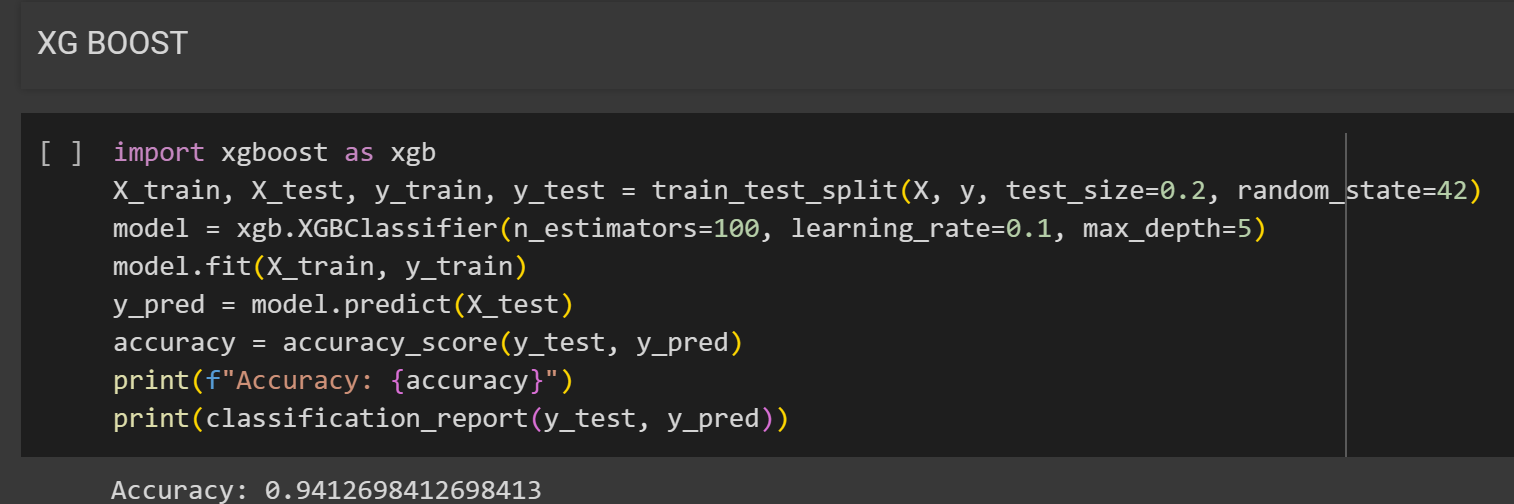 XG BOOST
[ ] import xgboost as xgb
X_train, X_test, y_train, y_test = train_test_split(X, y, test_size=0.2, random_state=42)
model = xgb.XGBClassifier(n_estimators=100, learning_rate=0.1, max_depth=5)
model.fit(X_train, y_train)
y_pred = model.predict(X_test)
accuracy = accuracy_score(y_test, y_pred)
print(f"Accuracy: {accuracy}")
print(classification_report(y_test, y_pred))
Accuracy: 0.9412698412698413